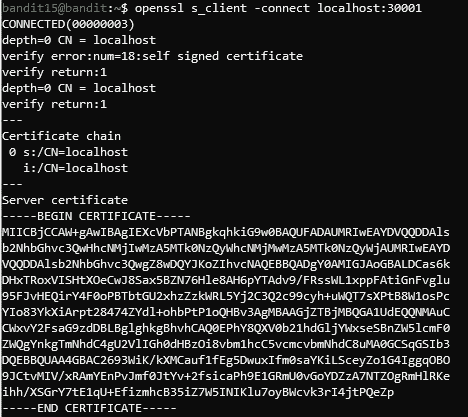 bandit15@bandit:~$ openssl s_client -connect localhost:30001
CONNECTED(00000003)
depth=0 CN = localhost
verify error:num=18:self signed certificate
verify return:1
depth=0 CN = localhost
verify return:1
---
Certificate chain
 0 s:/CN=localhost
   i:/CN=localhost
---
Server certificate
-----BEGIN CERTIFICATE-----
MIICBjCCAW+gAwIBAgIEXcVbPTANBgkqhkiG9w0BAQUFADAUMRIwEAYDVQQDDAls
b2NhbGhvc3QwHhcNMjIwMzA5MTk0NzQyWhcNMjMwMzA5MTk0NzQyWjAUMRIwEAYD
VQQDDAlsb2NhbGhvc3QwgZ8wDQYJKoZIhvcNAQEBBQADgY0AMIGJAoGBALDCas6k
DHxTRoxVISHtXOeCwJ8Sax5BZN76Hle8AH6pYTAdv9/FRssWL1xppFAtiGnFvglu
95FJvHEQirY4F0oPBTbtGU2xhzZzkWRL5Yj2C3Q2c99cyh+uWQT7sXPtB8W1osPc
YIo83YkXiArpt28474ZYdl+ohbPtP1oQHBv3AgMBAAGjZTBjMBQGA1UdEQQNMAuC
CWxvY2FsaG9zdDBLBglghkgBhvhCAQ0EPhY8QXV0b21hdGljYWxseSBnZW5lcmF0
ZWQgYnkgTmNhdC4gU2VlIGh0dHBzOi8vbm1hcC5vcmcvbmNhdC8uMA0GCSqGSIb3
DQEBBQUAA4GBAC2693WiK/kXMCauf1fEg5DwuxIfm0saYKiLSceyZo1G4IggqOBO
9JCtvMIV/xRAmYEnPvJmf0JtYv+2fsicaPh9E1GRmU0vGoYDZzA7NTZOgRmHlRKe
ihh/XSGrY7tE1qU+EfizmhcB35iZ7W5INIKlu7oyBWcvk3rI4jtPQeZp
-----END CERTIFICATE-----